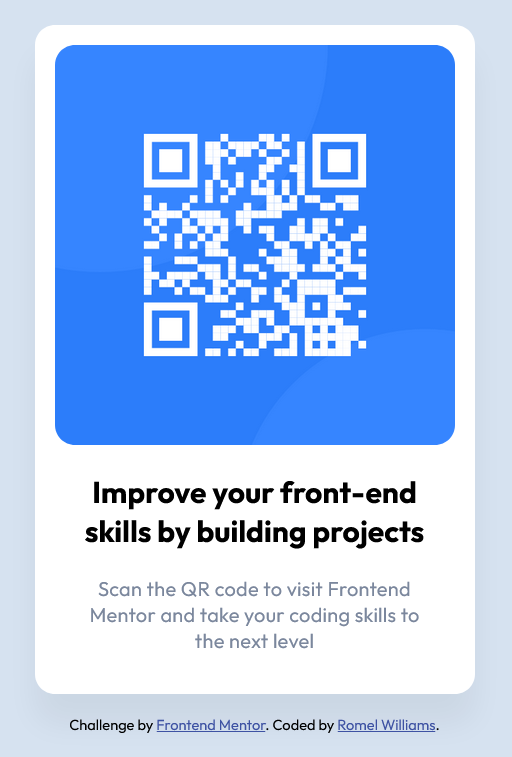 Improve your front-end
skills by building projects
Scan the QR code to visit Frontend
Mentor and take your coding skills to
the next level
Challenge by Frontend Mentor. Coded by Romel Williams.